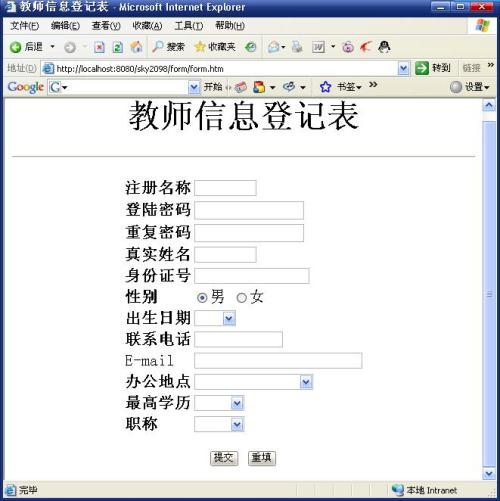 教师信息登记表 - Microsoft Internet Explorer
文件(F) 编辑(E) 查看(V) 收藏(A) 工具(T) 帮助(H)
后退 搜索 收藏夹
地址(D) http://localhost:8080/sky2098/form/form.htm 转到 链接 »
Google G 开始 书签 » 设置
教师信息登记表
注册名称
登陆密码
重复密码
真实姓名
身份证号
性别 男 女
出生日期
联系电话
E-mail
办公地点
最高学历
职称
提交 重填
完毕 本地 Intranet